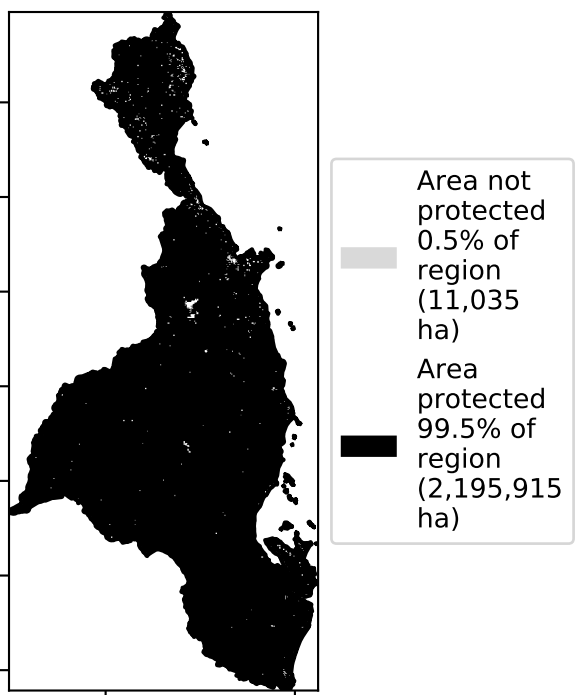 Area not
protected
0.5% of
region
(11,035
ha)
Area
protected
99.5% of
region
(2,195,915
ha)